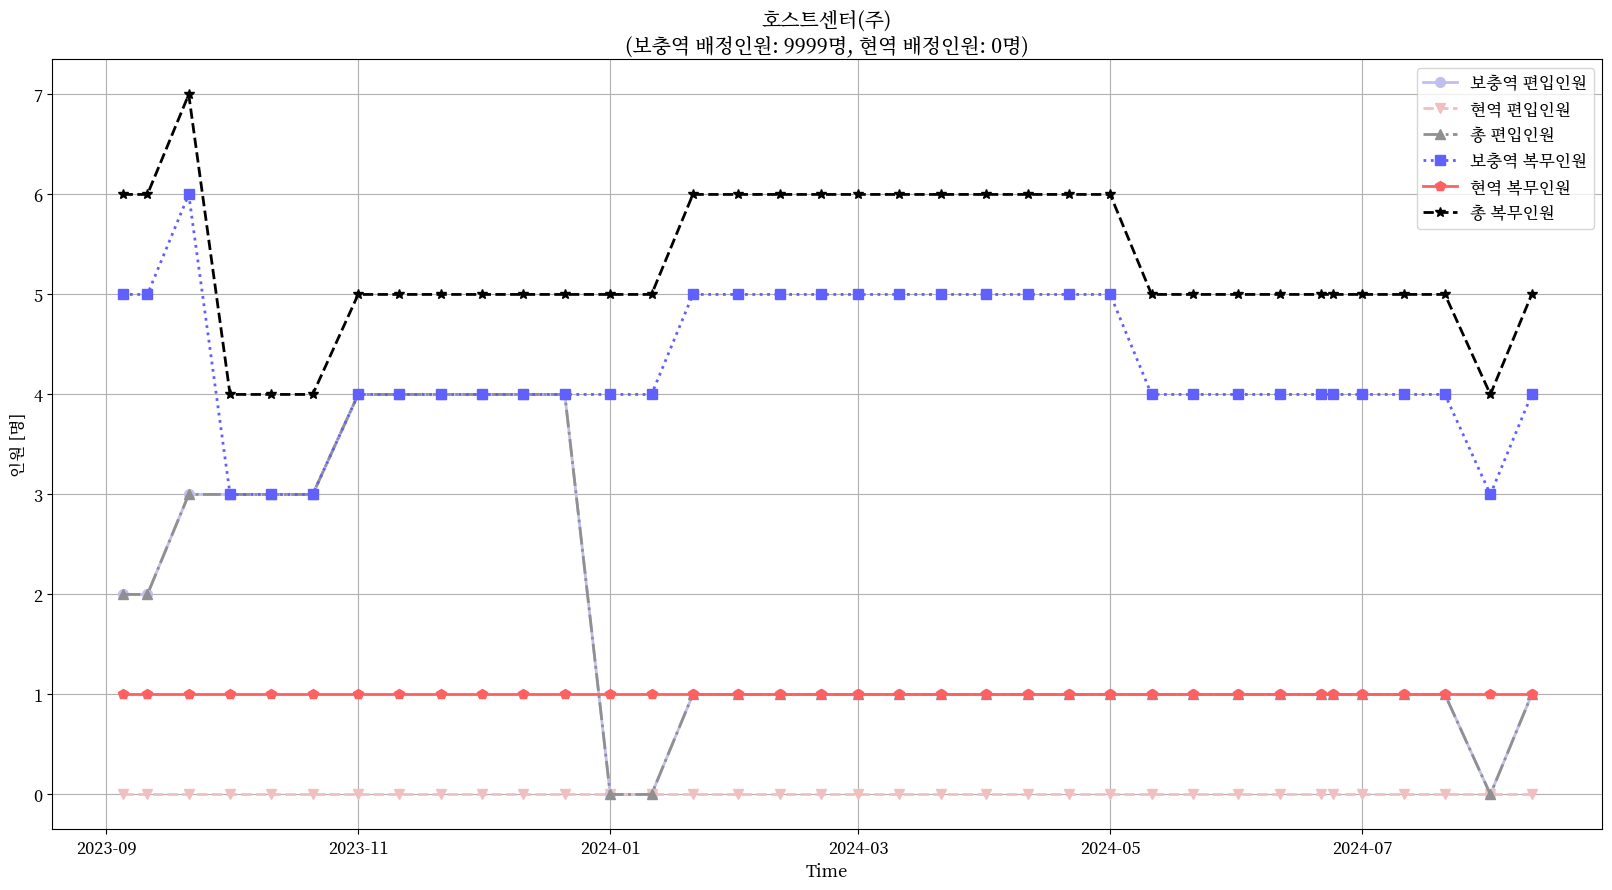 호스트센터(주)
(보충역 배정인원: 9999명, 현역 배정인원: 0명)
보충역 편입인원
현역 편입인원
총 편입인원
보충역 복무인원
현역 복무인원
총 복무인원
7
6
5
4
3
2
1
0
인원 [명]
2023-09
2023-11
2024-01
2024-03
2024-05
2024-07
Time